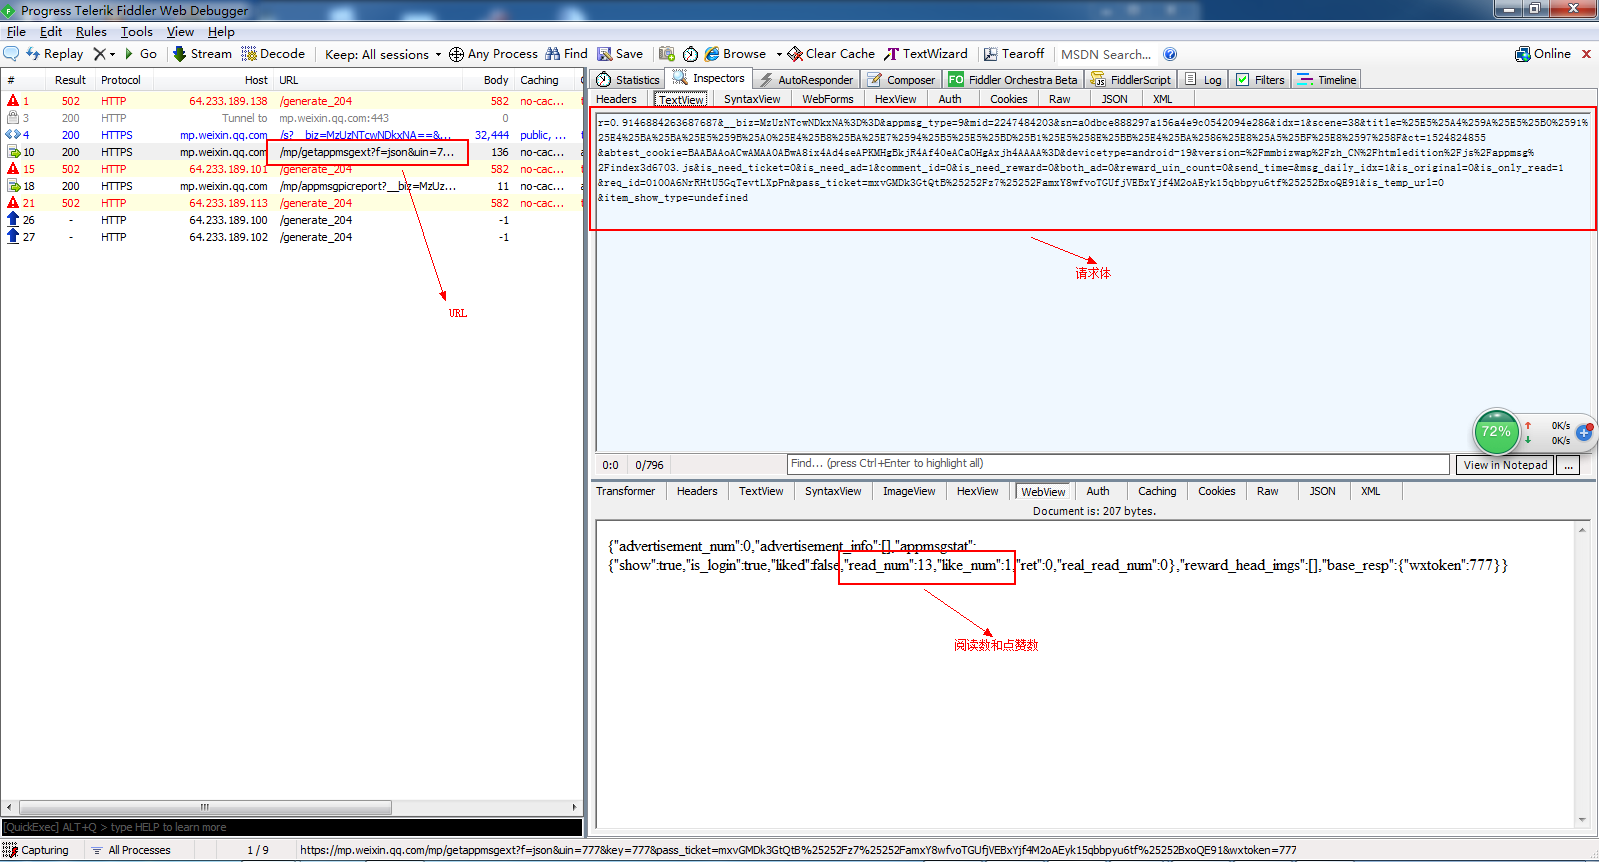 Progress Telerik Fiddler Web Debugger
File Edit Rules Tools View Help
Replay Go Stream Decode Keep: All sessions Any Process Find Save Browse Clear Cache TextWizard Tearoff MSDN Search... Online
# Result Protocol Host URL Body Caching
1 502 HTTP 64.233.189.138 /generate_204 582 no-cac...
3 200 HTTP Tunnel to mp.weixin.qq.com:443 0
4 200 HTTPS mp.weixin.qq.com /s?__biz=MzUzNTcwNDkxNA==&... 32,444 public, ...
10 200 HTTPS mp.weixin.qq.com /mp/getappmsgext?f=json&uin=7... 136 no-cac...
15 502 HTTP 64.233.189.101 /generate_204 582 no-cac...
18 200 HTTPS mp.weixin.qq.com /mp/appmsgpicreport?__biz=MzUz... 11 no-cac...
21 502 HTTP 64.233.189.113 /generate_204 582 no-cac...
26 - HTTP 64.233.189.100 /generate_204 -1
27 - HTTP 64.233.189.102 /generate_204 -1
URL
[QuickExec] ALT+Q > type HELP to learn more
Statistics Inspectors AutoResponder Composer FO Fiddler Orchestra Beta FiddlerScript Log Filters Timeline
Headers TextView SyntaxView WebForms HexView Auth Cookies Raw JSON XML
r=0.9146884263687687&__biz=MzUzNTcwNDkxNA%3D%3D&appmsg_type=9&mid=2247484203&sn=a0dbce888297a156a4e9c0542094e286&idx=1&scene=38&title=%25E5%25A4%259A%25E5%25B0%2591%
25E4%25BA%25BA%25E5%259B%25A0%25E4%25B8%25BA%25E7%2594%25B5%25E5%25BD%25B1%25E5%258E%25BB%25E4%25BA%2586%25E8%25A5%25BF%25E8%2597%258F&ct=1524824855
&abtest_cookie=BAABAAoACwAMAAOABwA8ix4Ad4seAPKMHgBkjR4Af4OeACaOHgAxjh4AAAA%3D&devicetype=android-19&version=%2Fmmbizwap%2Fzh_CN%2Fhtmledition%2Fjs%2Fappmsg%
2Findex3d6703.js&is_need_ticket=0&is_need_ad=1&comment_id=0&is_need_reward=0&both_ad=0&reward_uin_count=0&send_time=&msg_daily_idx=1&is_original=0&is_only_read=1
&req_id=0100A6NrRHtU5GqTevtLXpPn&pass_ticket=mxvGMDk3GtQtB%25252Fz7%25252FamxY8wfvoTGUfjVEBxYjf4M2oAEyk15qbbpyu6tf%25252BxoQE91&is_temp_url=0
&item_show_type=undefined
请求体
72% 0K/s
0K/s
0:0 0/796 Find... (press Ctrl+Enter to highlight all) View in Notepad ...
Transformer Headers TextView SyntaxView ImageView HexView WebView Auth Caching Cookies Raw JSON XML
Document is: 207 bytes.
{"advertisement_num":0,"advertisement_info":[],"appmsgstat":
{"show":true,"is_login":true,"liked":false,"read_num":13,"like_num":1,"ret":0,"real_read_num":0},"reward_head_imgs":[],"base_resp":{"wxtoken":777}}
阅读数和点赞数
Capturing All Processes 1 / 9 https://mp.weixin.qq.com/mp/getappmsgext?f=json&uin=777&key=777&pass_ticket=mxvGMDk3GtQtB%25252Fz7%25252FamxY8wfvoTGUfjVEBxYjf4M2oAEyk15qbbpyu6tf%25252BxoQE91&wxtoken=777